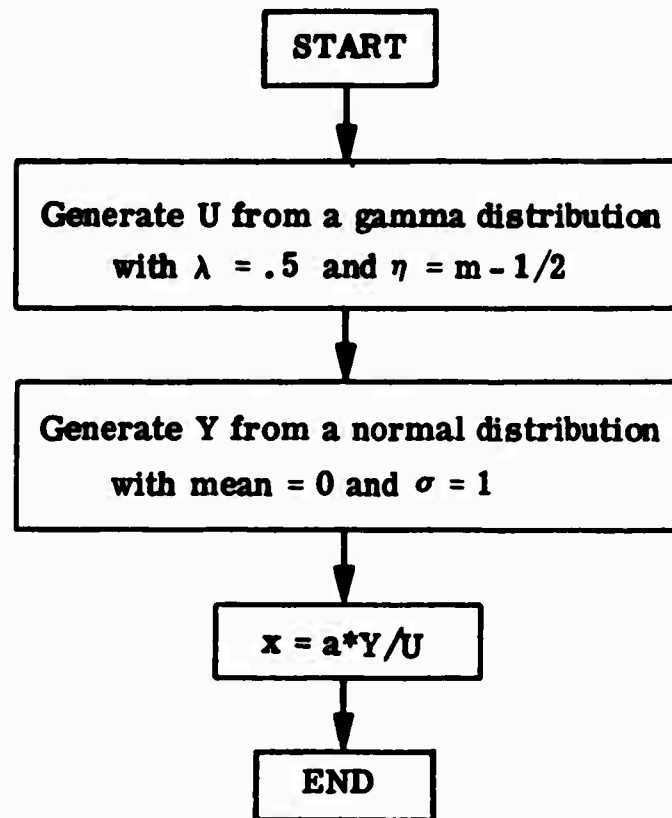 START
Generate U from a gamma distribution
with λ = .5 and η = m - 1/2
Generate Y from a normal distribution
with mean = 0 and σ = 1
x = a*Y/U
END